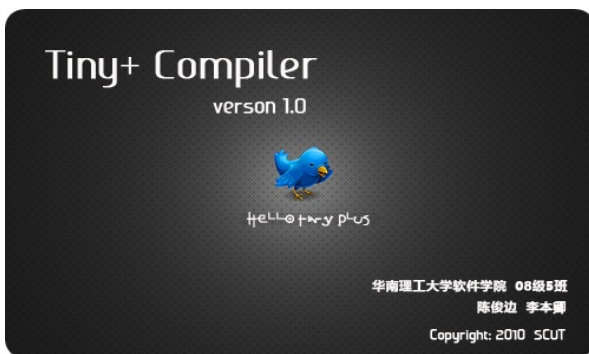 Tiny+ Compiler
verson 1.0
Hello tiny plus
华南理工大学软件学院 08级5班
陈俊边 李本卿
Copyright: 2010 SCUT